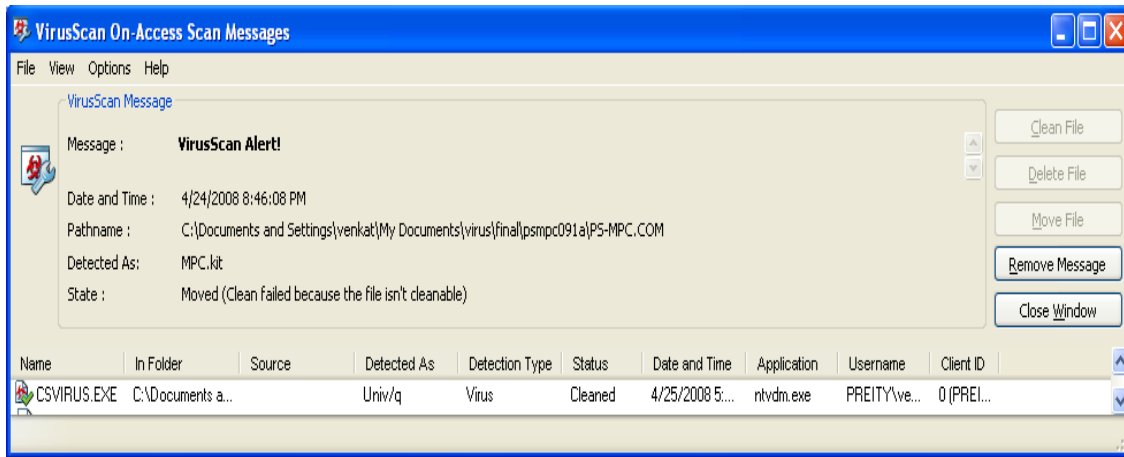 VirusScan On-Access Scan Messages
File View Options Help
VirusScan Message
Message : VirusScan Alert!
Date and Time : 4/24/2008 8:46:08 PM
Pathname : C:\Documents and Settings\venkat\My Documents\virus\final\psmpc091a\PS-MPC.COM
Detected As: MPC.kit
State : Moved (Clean failed because the file isn't cleanable)
Clean File
Delete File
Move File
Remove Message
Close Window
Name In Folder Source Detected As Detection Type Status Date and Time Application Username Client ID
CSVIRUS.EXE C:\Documents a... Univ/q Virus Cleaned 4/25/2008 5:... ntvdm.exe PREITY\ve... 0 (PREI...